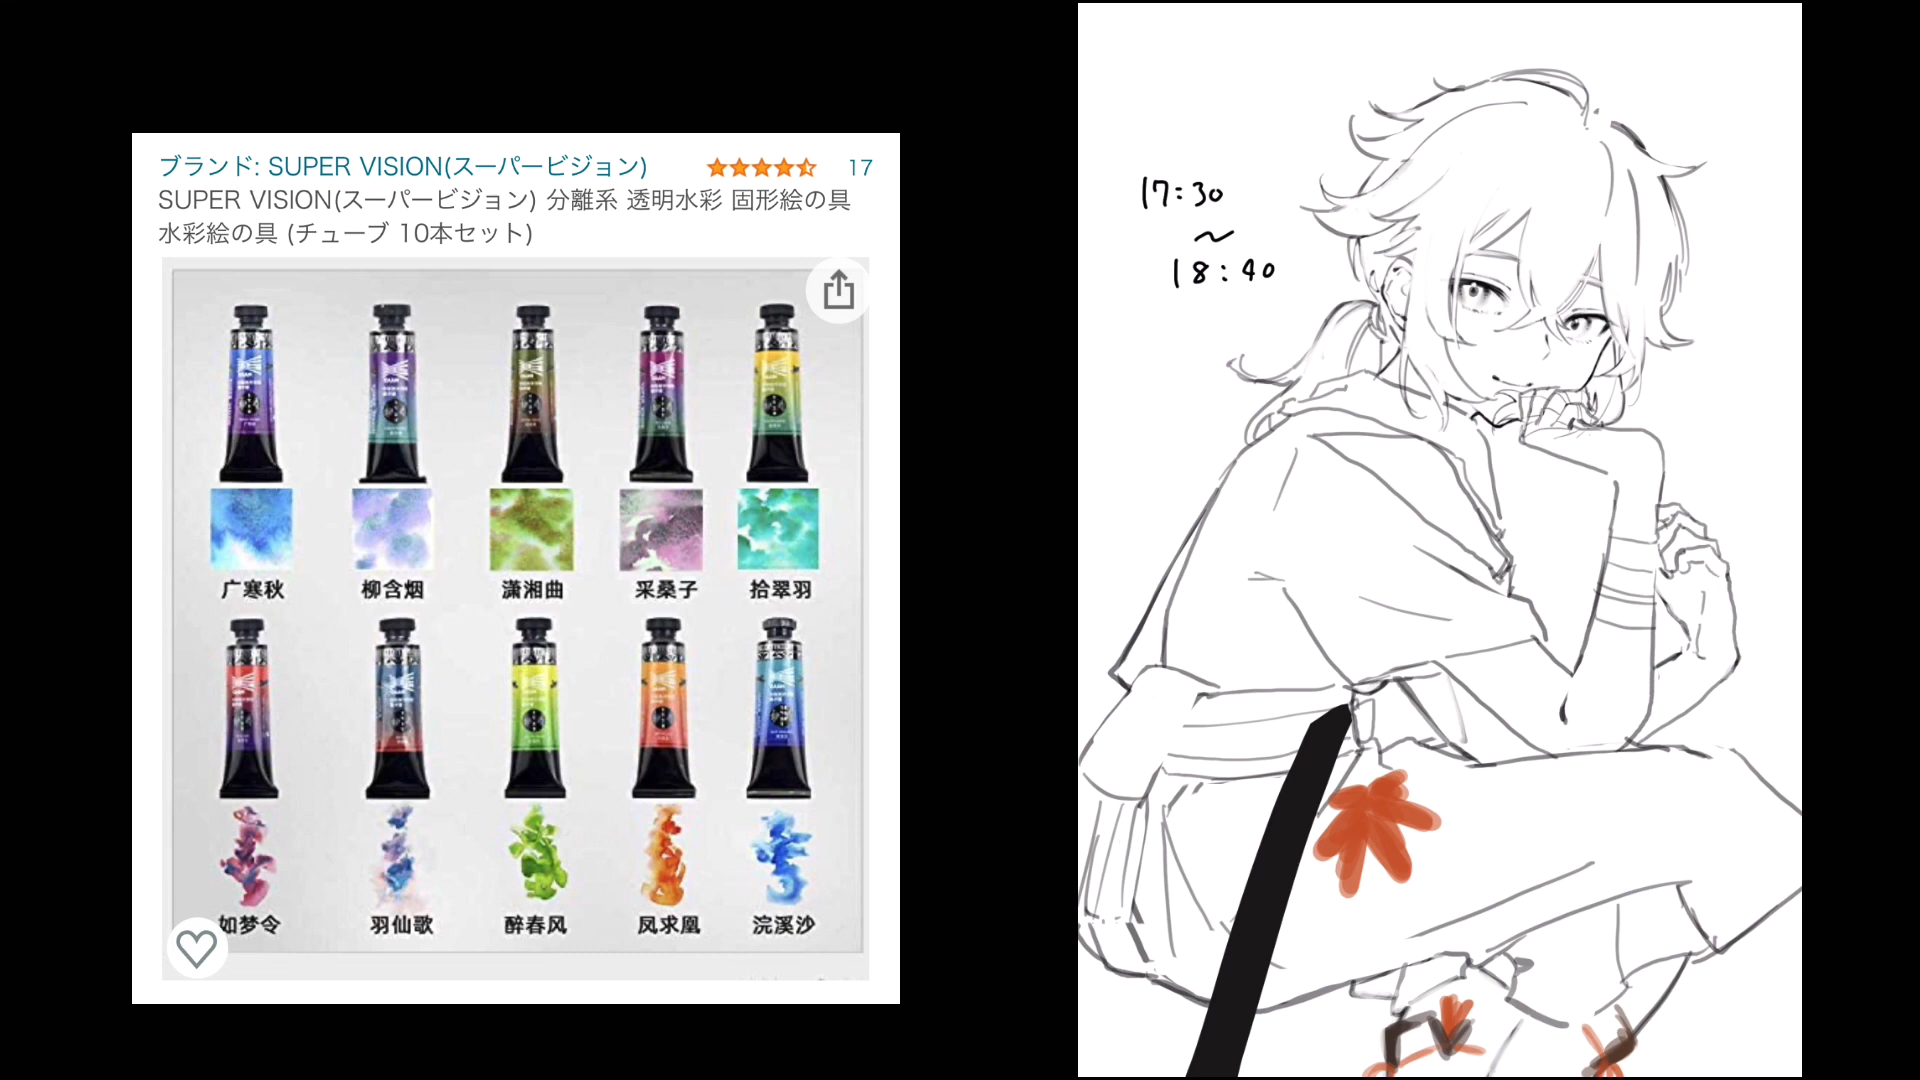 ブランド: SUPER VISION(スーパービジョン) 17
SUPER VISION(スーパービジョン) 分離系 透明水彩 固形絵の具
水彩絵の具 (チューブ 10本セット)
广寒秋 柳含烟 潇湘曲 采桑子 拾翠羽
如梦令 羽仙歌 醉春风 凤求凰 浣溪沙
17:30
～
18:40